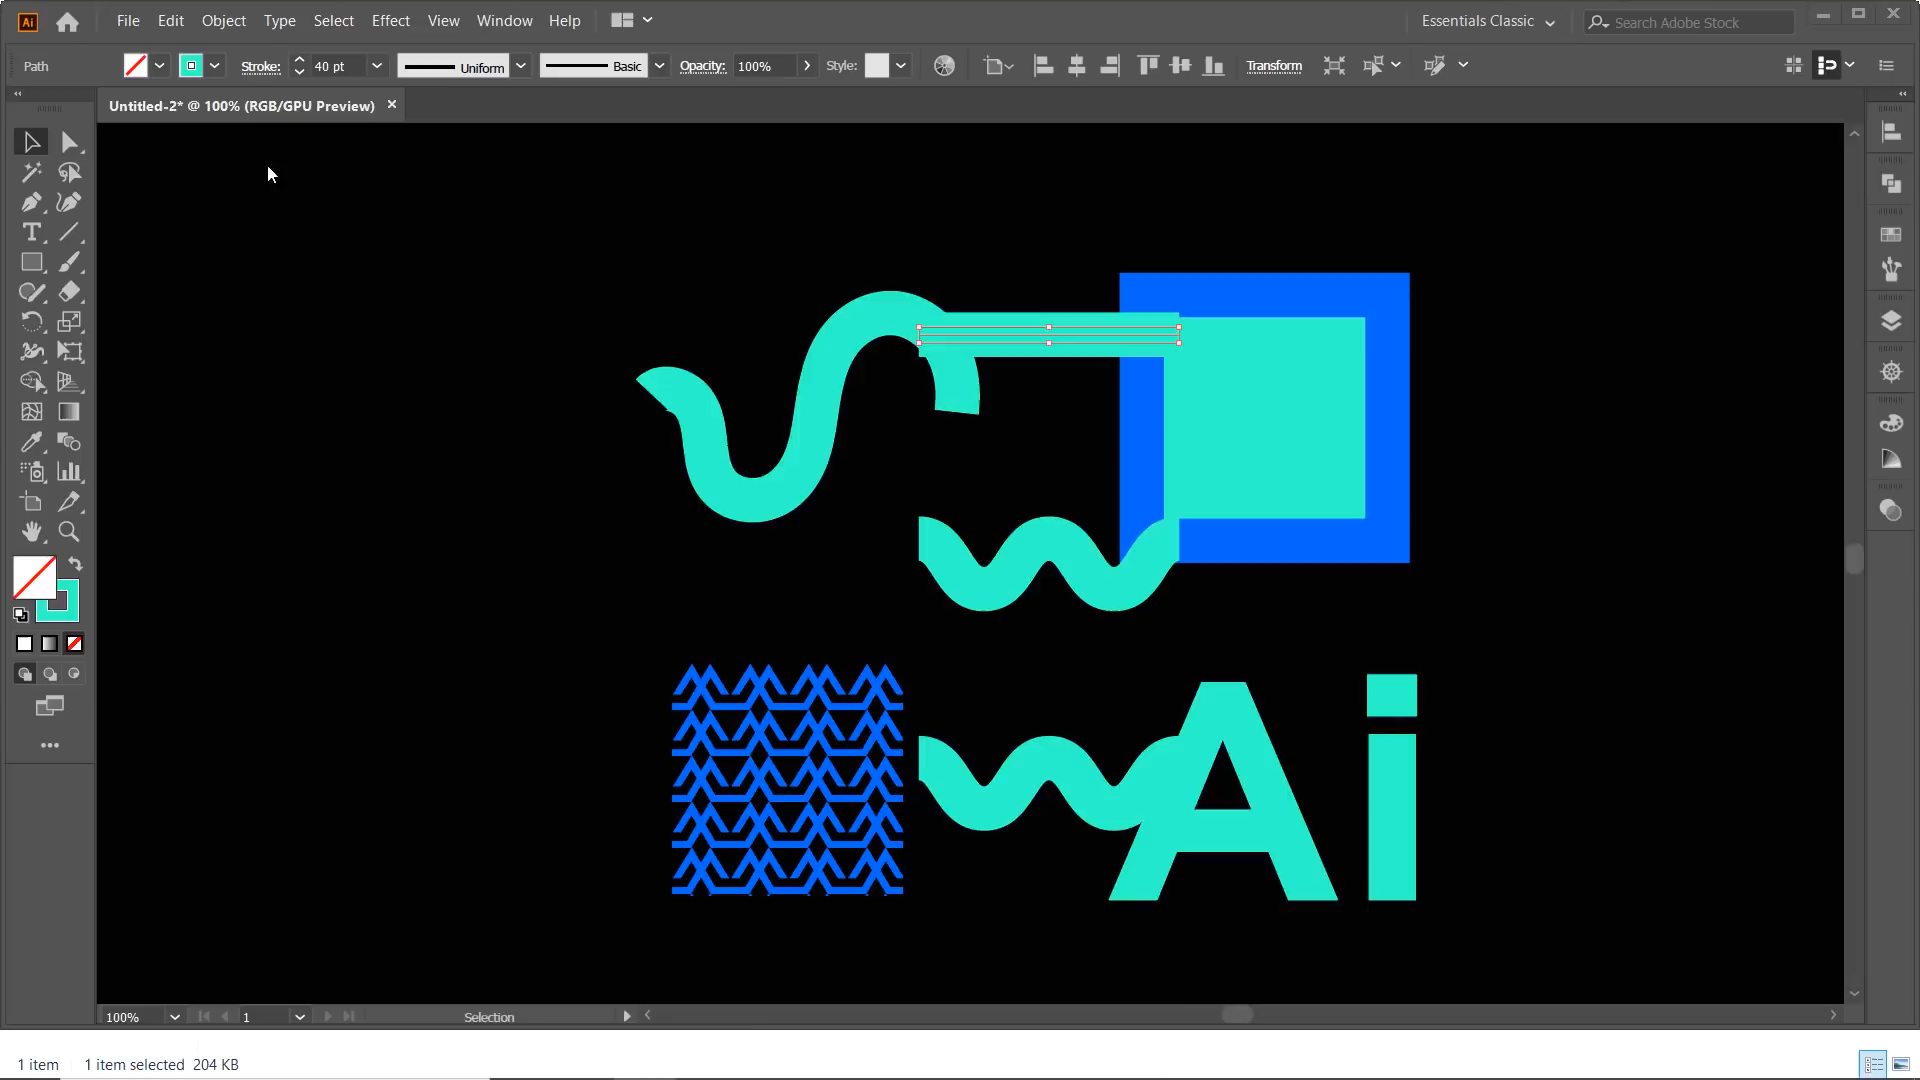 Ai File Edit Object Type Select Effect View Window Help Essentials Classic Search Adobe Stock
Path Stroke: 40 pt Uniform Basic Opacity: 100% Style: Transform
Untitled-2* @ 100% (RGB/GPU Preview) ×
T
Ai
100% 1 Selection
1 item 1 item selected 204 KB